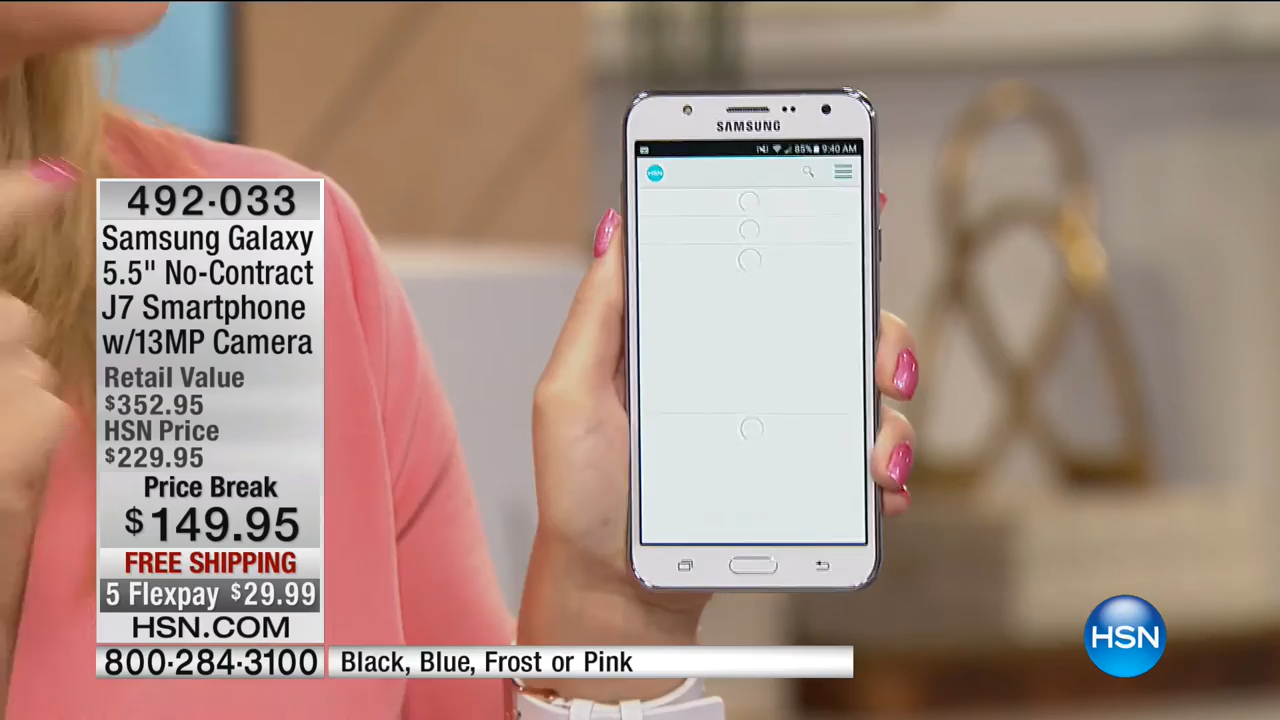 492·033
Samsung Galaxy
5.5" No-Contract
J7 Smartphone
w/13MP Camera
Retail Value
$352.95
HSN Price
$229.95
Price Break
$149.95
FREE SHIPPING
5 Flexpay $29.99
HSN.COM
800·284·3100
Black, Blue, Frost or Pink
SAMSUNG
85% 9:40 AM
HSN
HSN